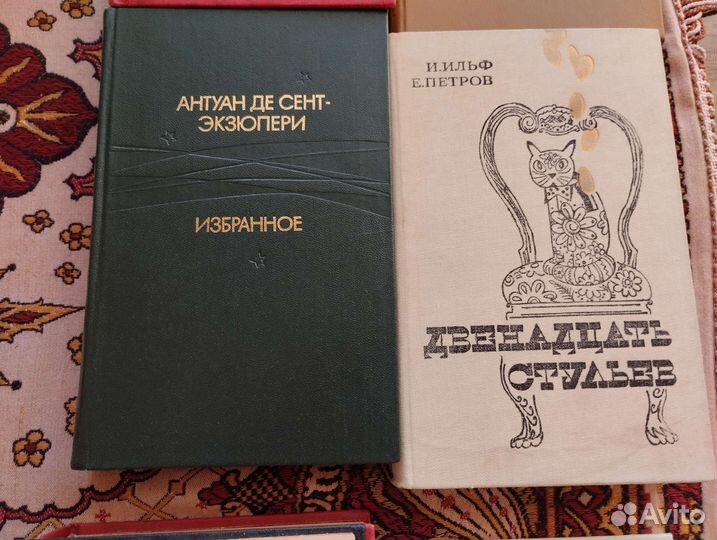 АНТУАН ДЕ СЕНТ-
ЭКЗЮПЕРИ
ИЗБРАННОЕ
И.ИЛЬФ
Е.ПЕТРОВ
ДВЕНАДЦАТЬ
СТУЛЬЕВ
Avito